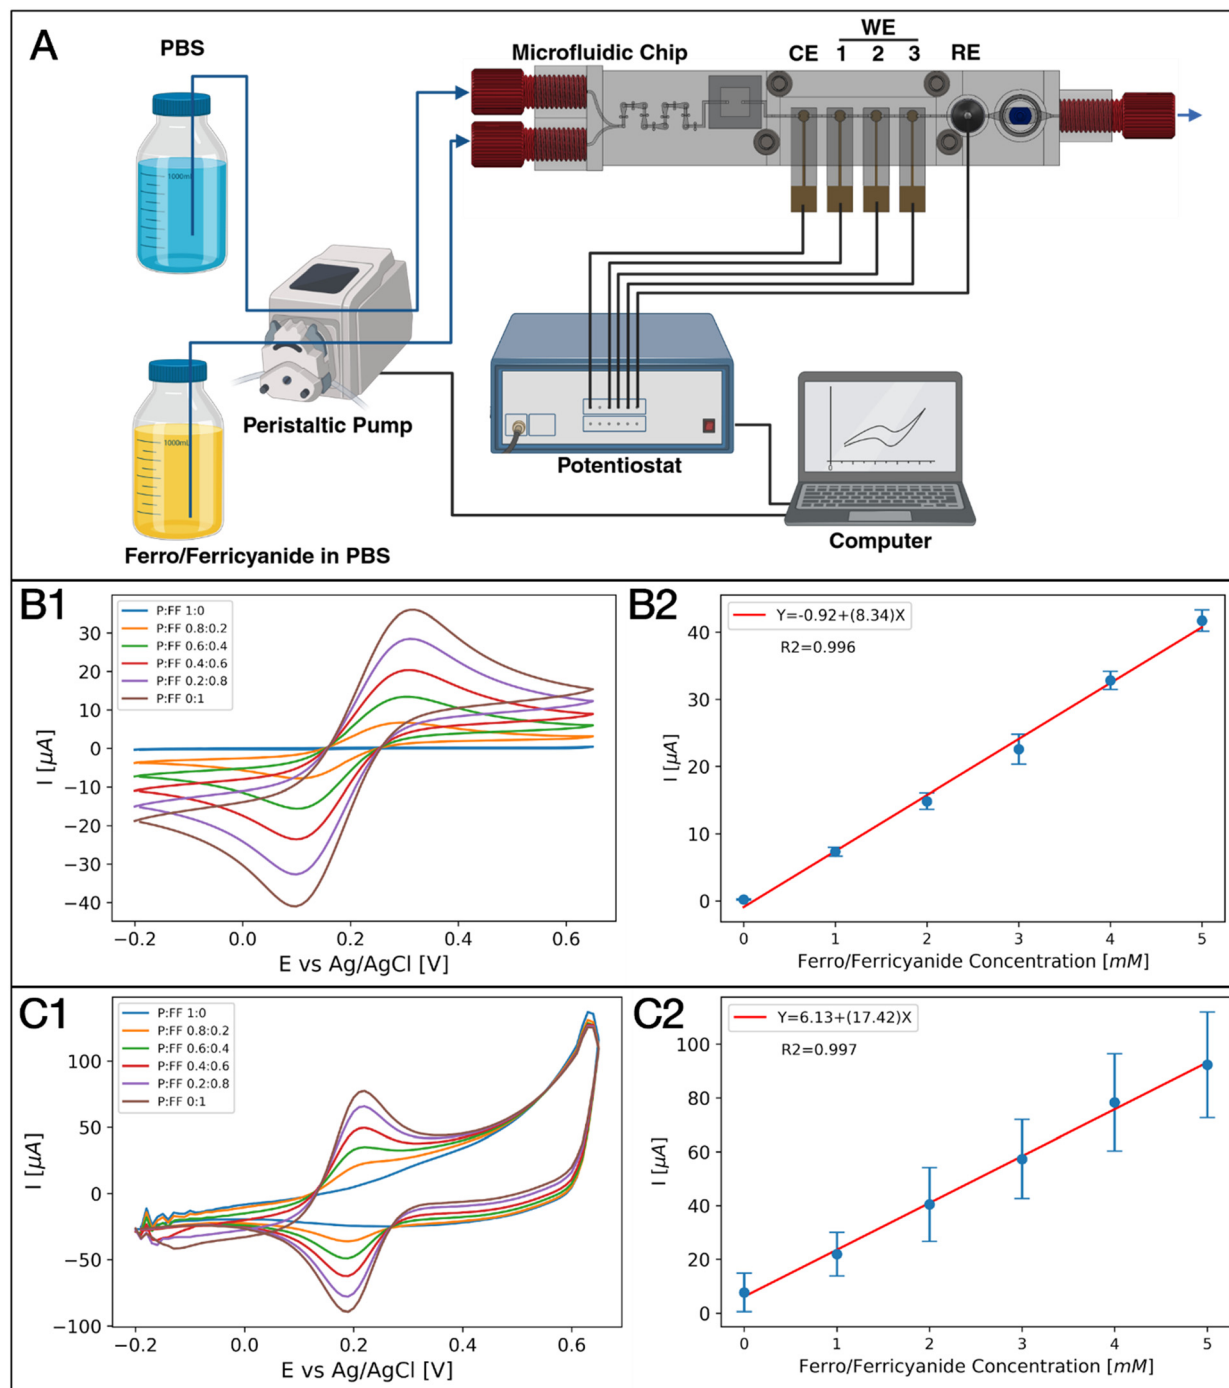 A
PBS
Microfluidic Chip
WE
CE 1 2 3 RE
1000mL
Peristaltic Pump
1000mL
Potentiostat
Ferro/Ferricyanide in PBS
Computer
B1
P:FF 1:0
P:FF 0.8:0.2
P:FF 0.6:0.4
P:FF 0.4:0.6
P:FF 0.2:0.8
P:FF 0:1
30
20
10
0
−10
−20
−30
−40
I [μA]
−0.2 0.0 0.2 0.4 0.6
E vs Ag/AgCl [V]
B2
Y=-0.92+(8.34)X
R2=0.996
40
30
20
10
0
I [μA]
0 1 2 3 4 5
Ferro/Ferricyanide Concentration [mM]
C1
P:FF 1:0
P:FF 0.8:0.2
P:FF 0.6:0.4
P:FF 0.4:0.6
P:FF 0.2:0.8
P:FF 0:1
100
50
0
−50
−100
I [μA]
−0.2 0.0 0.2 0.4 0.6
E vs Ag/AgCl [V]
C2
Y=6.13+(17.42)X
R2=0.997
100
80
60
40
20
0
I [μA]
0 1 2 3 4 5
Ferro/Ferricyanide Concentration [mM]